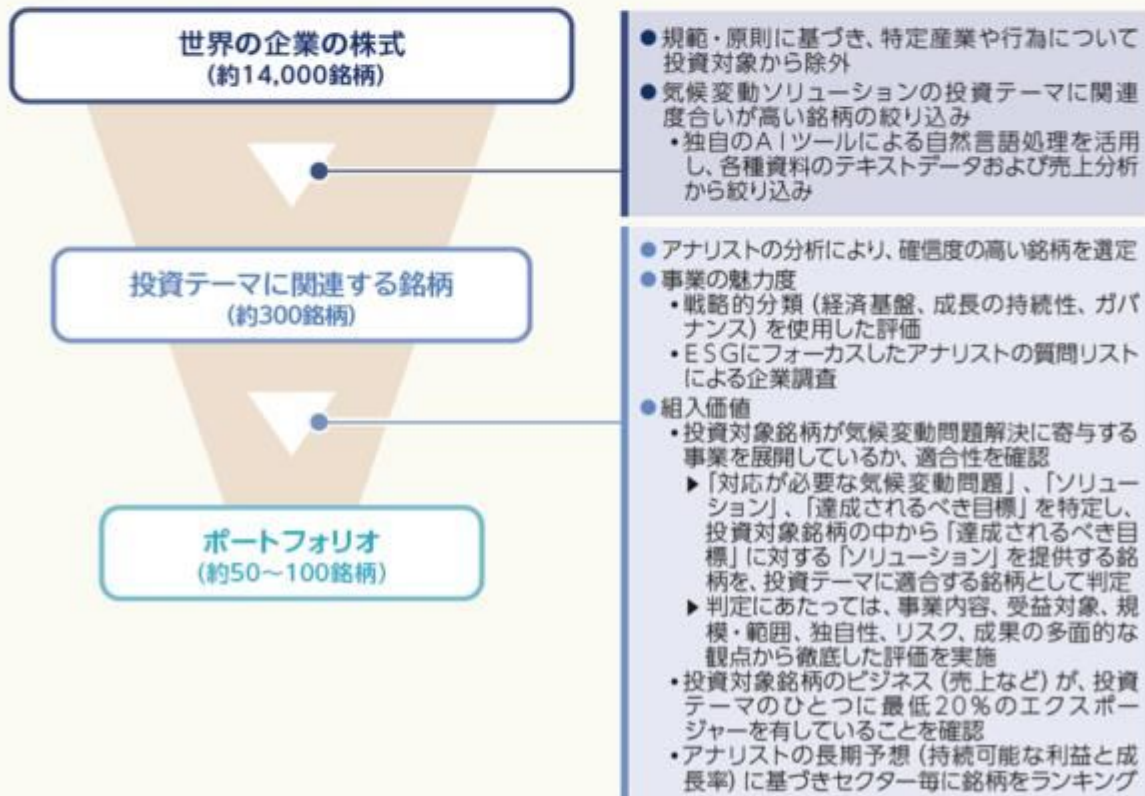 世界の企業の株式
(約14,000銘柄)
●規範・原則に基づき、特定産業や行為について
投資対象から除外
●気候変動ソリューションの投資テーマに関連
度合いが高い銘柄の絞り込み
•独自のAIツールによる自然言語処理を活用
し、各種資料のテキストデータおよび売上分析
から絞り込み
投資テーマに関連する銘柄
(約300銘柄)
●アナリストの分析により、確信度の高い銘柄を選定
●事業の魅力度
•戦略的分類(経済基盤、成長の持続性、ガバ
ナンス)を使用した評価
•ESGにフォーカスしたアナリストの質問リスト
による企業調査
●組入価値
•投資対象銘柄が気候変動問題解決に寄与する
事業を展開しているか、適合性を確認
▶「対応が必要な気候変動問題」、「ソリュー
ション」、「達成されるべき目標」を特定し、
投資対象銘柄の中から「達成されるべき目
標」に対する「ソリューション」を提供する銘
柄を、投資テーマに適合する銘柄として判定
▶判定にあたっては、事業内容、受益対象、規
模・範囲、独自性、リスク、成果の多面的な
観点から徹底した評価を実施
•投資対象銘柄のビジネス(売上など)が、投資
テーマのひとつに最低20%のエクスポー
ジャーを有していることを確認
•アナリストの長期予想(持続可能な利益と成
長率)に基づきセクター毎に銘柄をランキング
ポートフォリオ
(約50〜100銘柄)